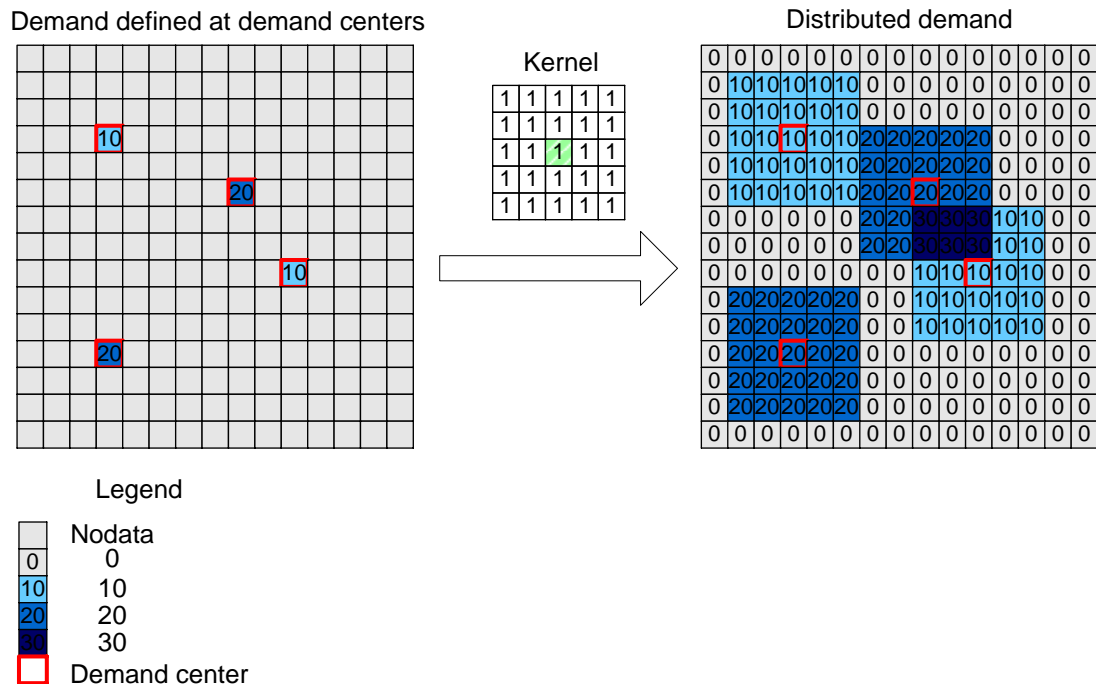 Demand defined at demand centers
Distributed demand
Kernel
10
20
10
20
1 1 1 1 1
1 1 1 1 1
1 1 1 1 1
1 1 1 1 1
1 1 1 1 1
0 0 0 0 0 0 0 0 0 0 0 0 0 0 0
0 10 10 10 10 10 0 0 0 0 0 0 0 0 0
0 10 10 10 10 10 0 0 0 0 0 0 0 0 0
0 10 10 10 10 10 20 20 20 20 20 0 0 0 0
0 10 10 10 10 10 20 20 20 20 20 0 0 0 0
0 10 10 10 10 10 20 20 20 20 20 0 0 0 0
0 0 0 0 0 0 20 20 30 30 30 10 10 0 0
0 0 0 0 0 0 20 20 30 30 30 10 10 0 0
0 0 0 0 0 0 0 0 10 10 10 10 10 0 0
0 20 20 20 20 20 0 0 10 10 10 10 10 0 0
0 20 20 20 20 20 0 0 10 10 10 10 10 0 0
0 20 20 20 20 20 0 0 0 0 0 0 0 0 0
0 20 20 20 20 20 0 0 0 0 0 0 0 0 0
0 20 20 20 20 20 0 0 0 0 0 0 0 0 0
0 0 0 0 0 0 0 0 0 0 0 0 0 0 0
Legend
Nodata
0 0
10 10
20 20
30 30
Demand center